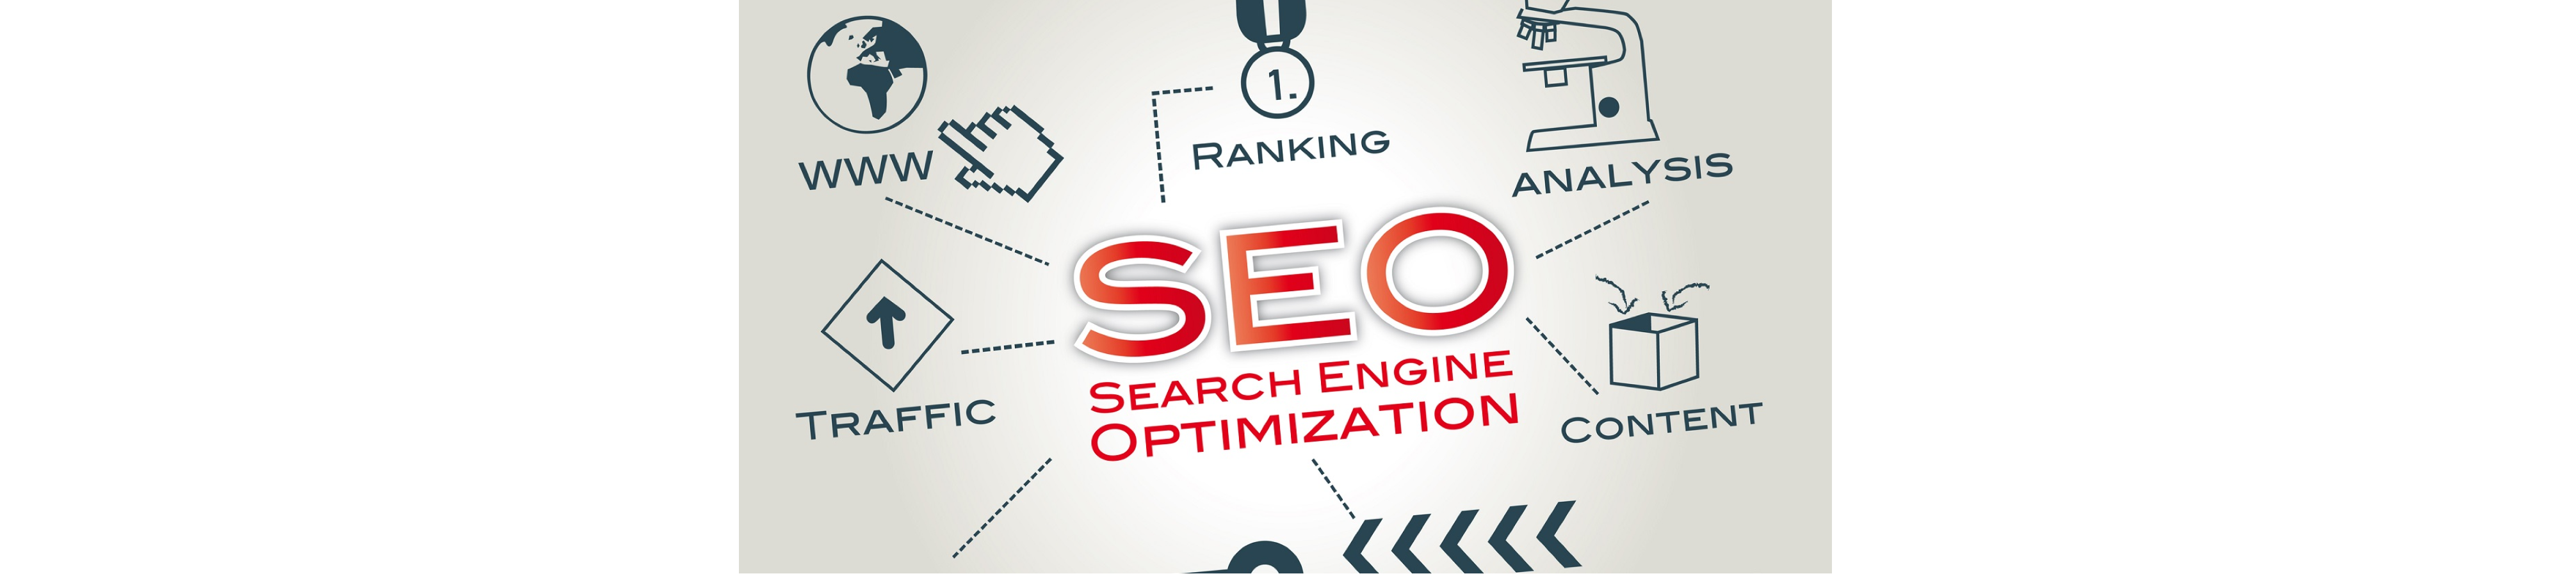 1.
WWW
RANKING
ANALYSIS
SEO
SEARCH ENGINE
OPTIMIZATION
TRAFFIC
CONTENT